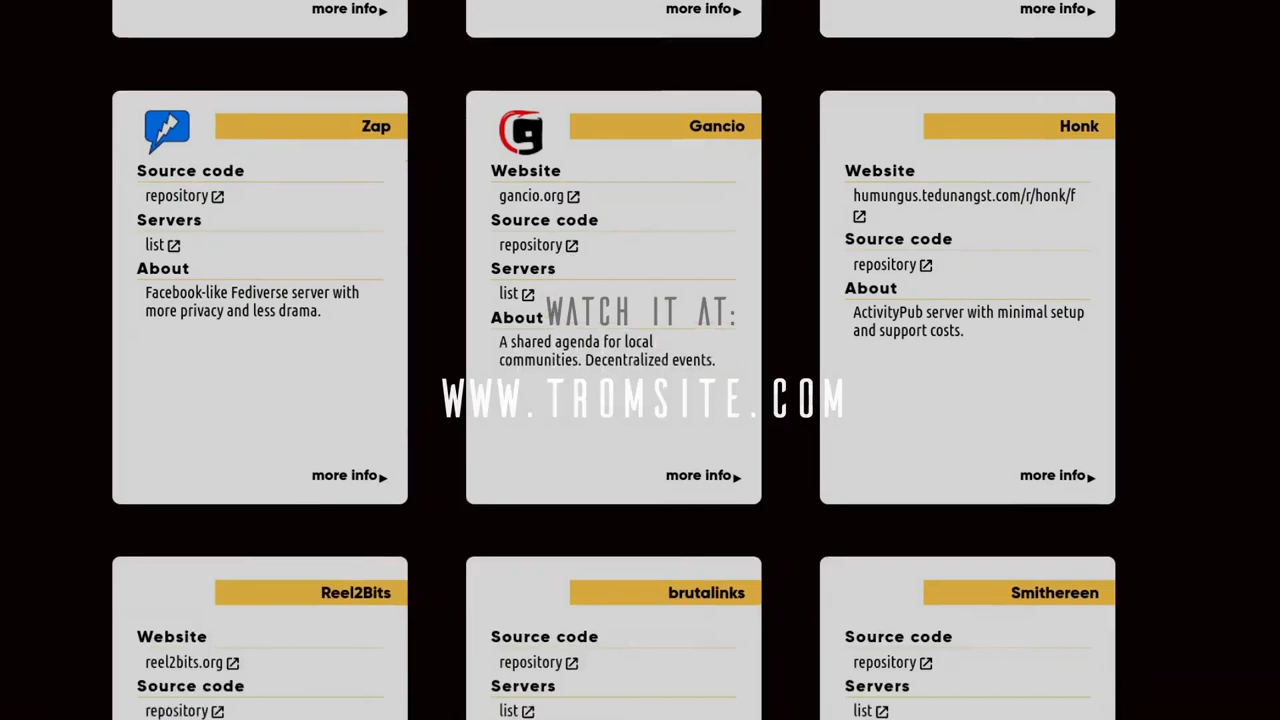 more info
more info
more info
Zap
Source code
repository
Servers
list
About
Facebook-like Fediverse server with
more privacy and less drama.
more info
Gancio
Website
gancio.org
Source code
repository
Servers
list
About
A shared agenda for local
communities. Decentralized events.
more info
Honk
Website
humungus.tedunangst.com/r/honk/f
Source code
repository
About
ActivityPub server with minimal setup
and support costs.
more info
WATCH IT AT:
WWW.TROMSITE.COM
Reel2Bits
Website
reel2bits.org
Source code
repository
brutalinks
Source code
repository
Servers
list
Smithereen
Source code
repository
Servers
list